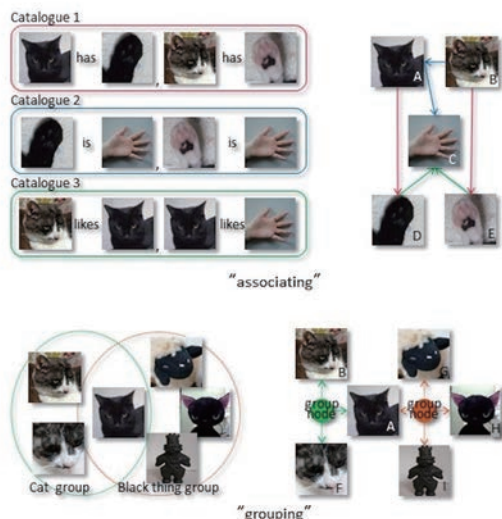 Catalogue 1
has , has
A
B
Catalogue 2
is , is
C
Catalogue 3
likes , likes
D
E
"associating"
B
G
group node
A
group node
H
F
I
Cat group
Black thing group
"grouping"